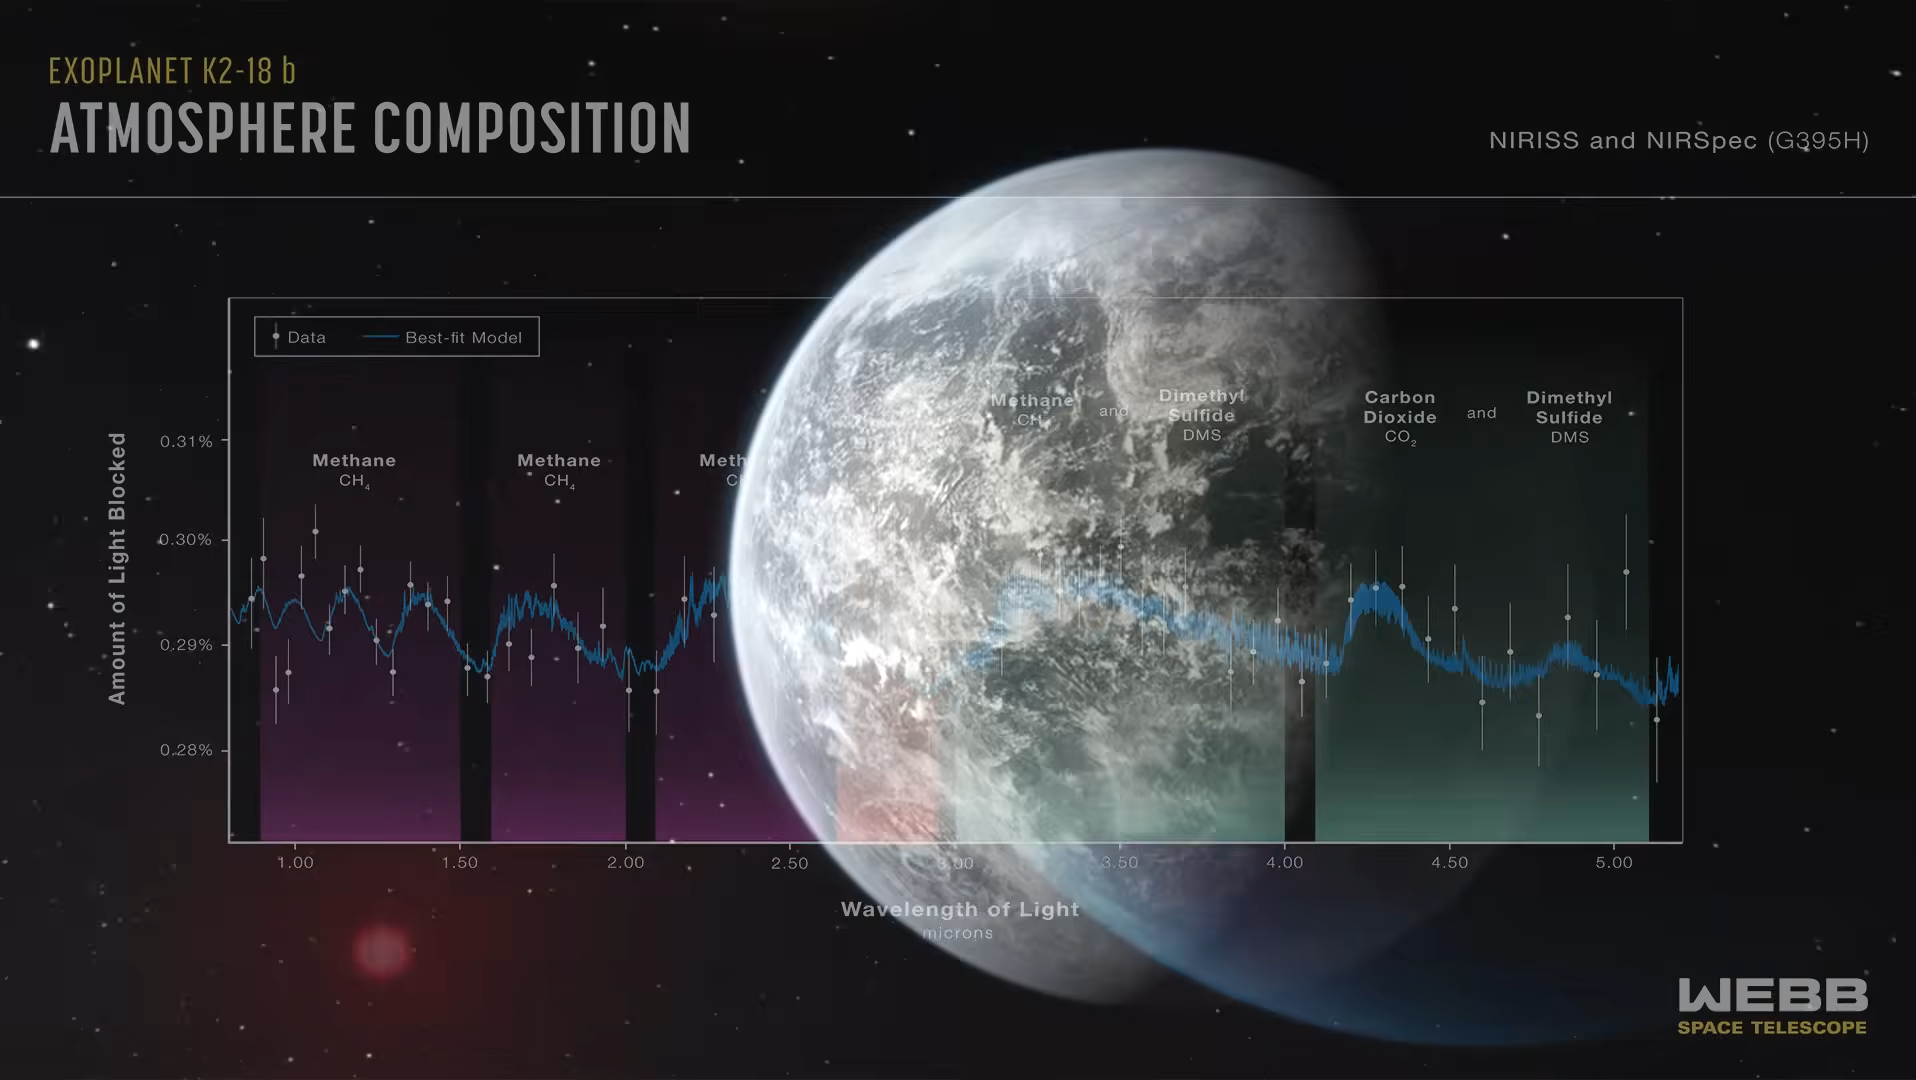 EXOPLANET K2-18 b
ATMOSPHERE COMPOSITION
NIRISS and NIRSpec (G395H)
Data
Best-fit Model
Amount of Light Blocked
0.31%
0.30%
0.29%
0.28%
Methane
CH₄
Methane
CH₄
Meth
Methane and Dimethyl Sulfide
CH₄ DMS
Carbon Dioxide and Dimethyl Sulfide
CO₂ DMS
1.00 1.50 2.00 2.50 3.00 3.50 4.00 4.50 5.00
Wavelength of Light
microns
WEBB
SPACE TELESCOPE